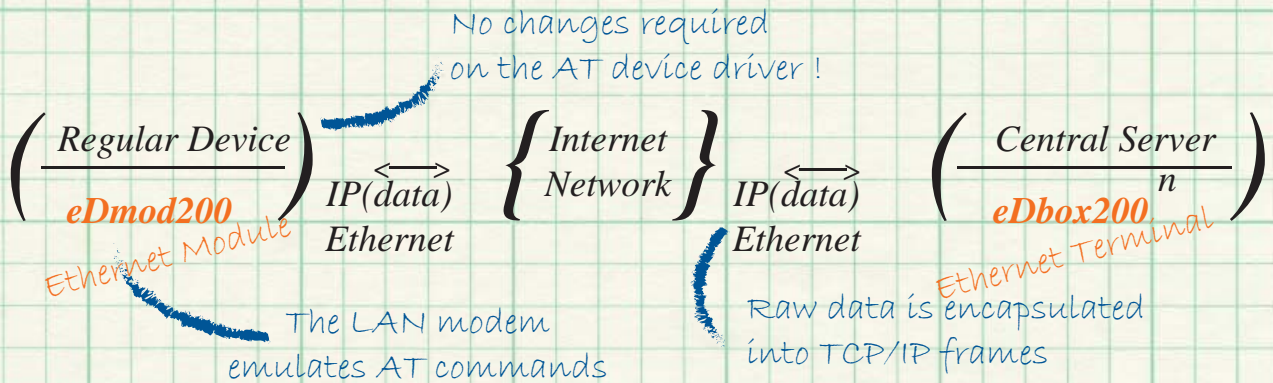 No changes required
on the AT device driver !
Regular Device
eDmod200
Ethernet Module
IP(data)
Ethernet
Internet
Network
IP(data)
Ethernet
Central Server
n
eDbox200
Ethernet Terminal
The LAN modem
emulates AT commands
Raw data is encapsulated
into TCP/IP frames